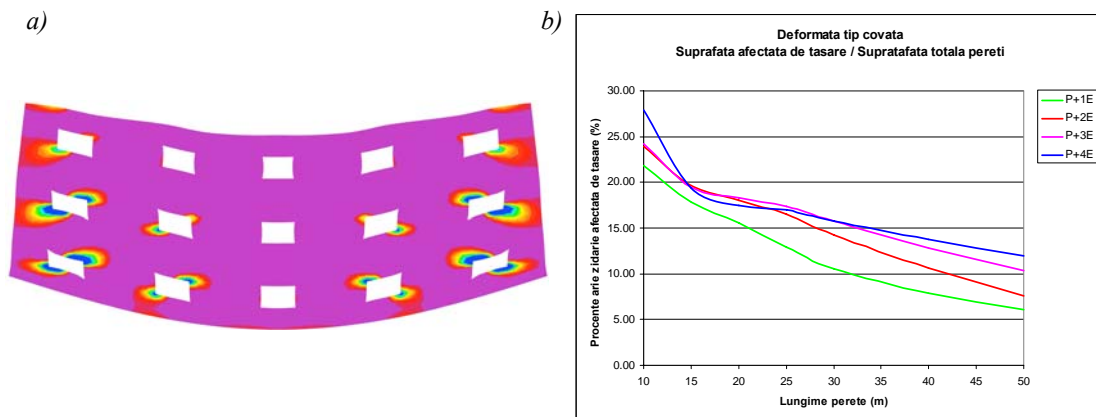 a)
b)
Deformata tip covata
Suprafata afectata de tasare / Supratafata totala pereti
Procente arie zidarie afectata de tasare (%)
30.00
25.00
20.00
15.00
10.00
5.00
0.00
10 15 20 25 30 35 40 45 50
Lungime perete (m)
P+1E
P+2E
P+3E
P+4E